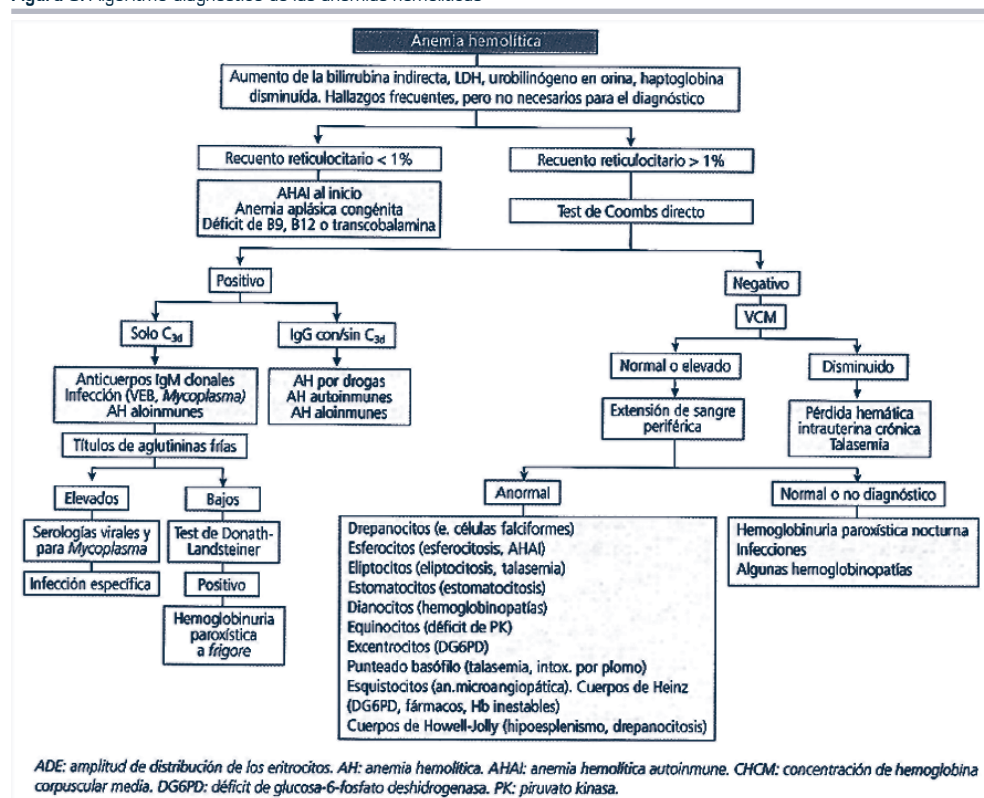 Figura 3. Algoritmo diagnóstico de las anemias hemolíticas
Anemia hemolítica
Aumento de la bilirrubina indirecta, LDH, urobilinógeno en orina, haptoglobina
disminuída. Hallazgos frecuentes, pero no necesarios para el diagnóstico
Recuento reticulocitario < 1%
Recuento reticulocitario > 1%
AHAI al inicio
Anemia aplásica congénita
Déficit de B9, B12 o transcobalamina
Test de Coombs directo
Positivo
Negativo
VCM
Solo C3d
IgG con/sin C3d
Normal o elevado
Disminuido
Anticuerpos IgM clonales
Infección (VEB, Mycoplasma)
AH aloinmunes
AH por drogas
AH autoinmunes
AH aloinmunes
Extensión de sangre
periférica
Pérdida hemática
intrauterina crónica
Talasemia
Títulos de aglutininas frías
Elevados
Bajos
Anormal
Normal o no diagnóstico
Serologías virales y
para Mycoplasma
Test de Donath-
Landsteiner
Infección específica
Positivo
Hemoglobinuria
paroxística
a frigore
Drepanocitos (e. células falciformes)
Esferocitos (esferocitosis, AHAI)
Eliptocitos (eliptocitosis, talasemia)
Estomatocitos (estomatocitosis)
Dianocitos (hemoglobinopatías)
Equinocitos (déficit de PK)
Excentrocitos (DG6PD)
Punteado basófilo (talasemia, intox. por plomo)
Esquistocitos (an.microangiopática). Cuerpos de Heinz
(DG6PD, fármacos, Hb inestables)
Cuerpos de Howell-Jolly (hipoesplenismo, drepanocitosis)
Hemoglobinuria paroxística nocturna
Infecciones
Algunas hemoglobinopatías
ADE: amplitud de distribución de los eritrocitos. AH: anemia hemolítica. AHAI: anemia hemolítica autoinmune. CHCM: concentración de hemoglobina
corpuscular media. DG6PD: déficit de glucosa-6-fosfato deshidrogenasa. PK: piruvato kinasa.